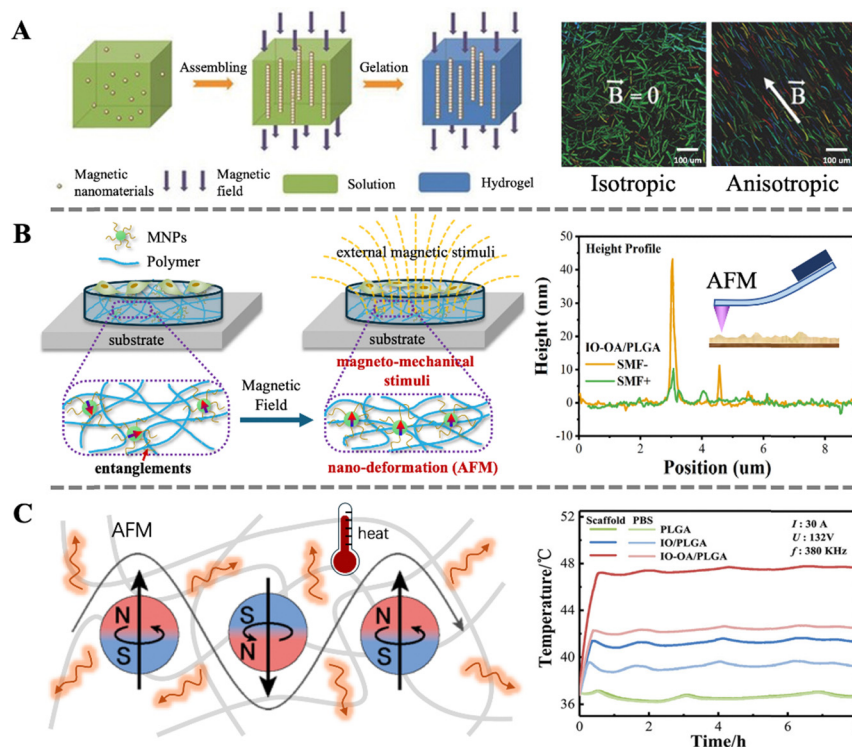 A
Assembling
Gelation
Magnetic
nanomaterials
Magnetic
field
Solution
Hydrogel
B = 0
100 um
Isotropic
B
100 um
Anisotropic
B
MNPs
Polymer
substrate
entanglements
Magnetic
Field
external magnetic stimuli
substrate
magneto-mechanical
stimuli
nano-deformation (AFM)
Height (nm)
50
40
30
20
10
0
-10
Height Profile
AFM
IO-OA/PLGA
SMF-
SMF+
0 2 4 6 8
Position (um)
C
AFM
heat
N
S
S
N
N
S
Temperature/℃
52
48
44
40
36
Scaffold PBS
PLGA
IO/PLGA
IO-OA/PLGA
I : 30 A
U : 132V
f : 380 KHz
0 2 4 6
Time/h